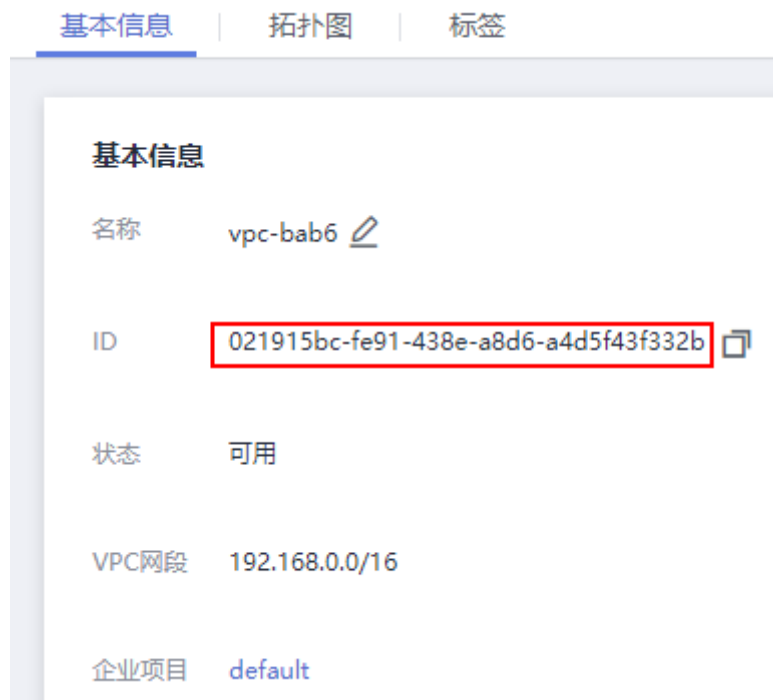 基本信息 拓扑图 标签
基本信息
名称 vpc-bab6
ID 021915bc-fe91-438e-a8d6-a4d5f43f332b
状态 可用
VPC网段 192.168.0.0/16
企业项目 default